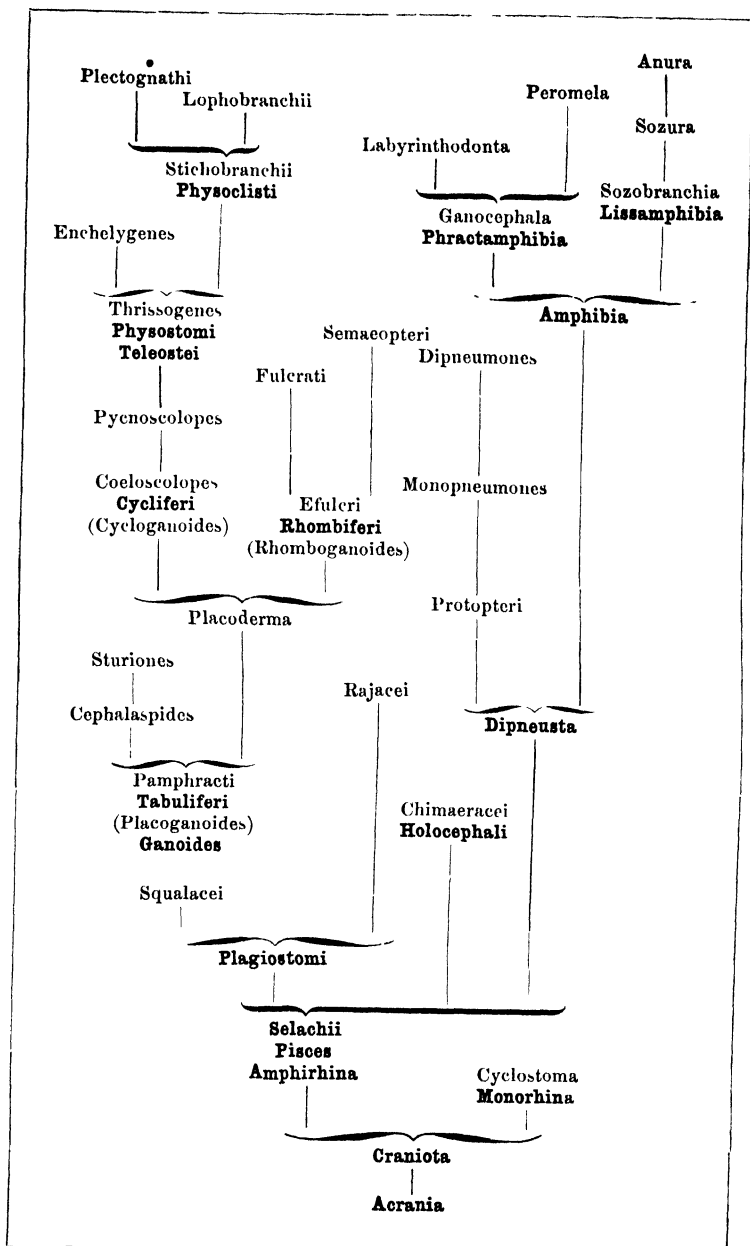 Plectognathi
Lophobranchii
Stichobranchii
Physoclisti
Enchelygenes
Thrissogenes
Physostomi
Teleostei
Pycnoscolopes
Coeloscolopes
Cycliferi
(Cycloganoides)
Semaeopteri
Fulcrati
Efulcri
Rhombiferi
(Rhomboganoides)
Placoderma
Sturiones
Cephalaspides
Pamphracti
Tabuliferi
(Placoganoides)
Ganoides
Anura
Peromela
Sozura
Labyrinthodonta
Ganocephala
Phractamphibia
Sozobranchia
Lissamphibia
Amphibia
Dipneumones
Monopneumones
Protopteri
Dipneusta
Rajacei
Chimaeracei
Holocephali
Squalacei
Plagiostomi
Selachii
Pisces
Amphirhina
Cyclostoma
Monorhina
Craniota
Acrania